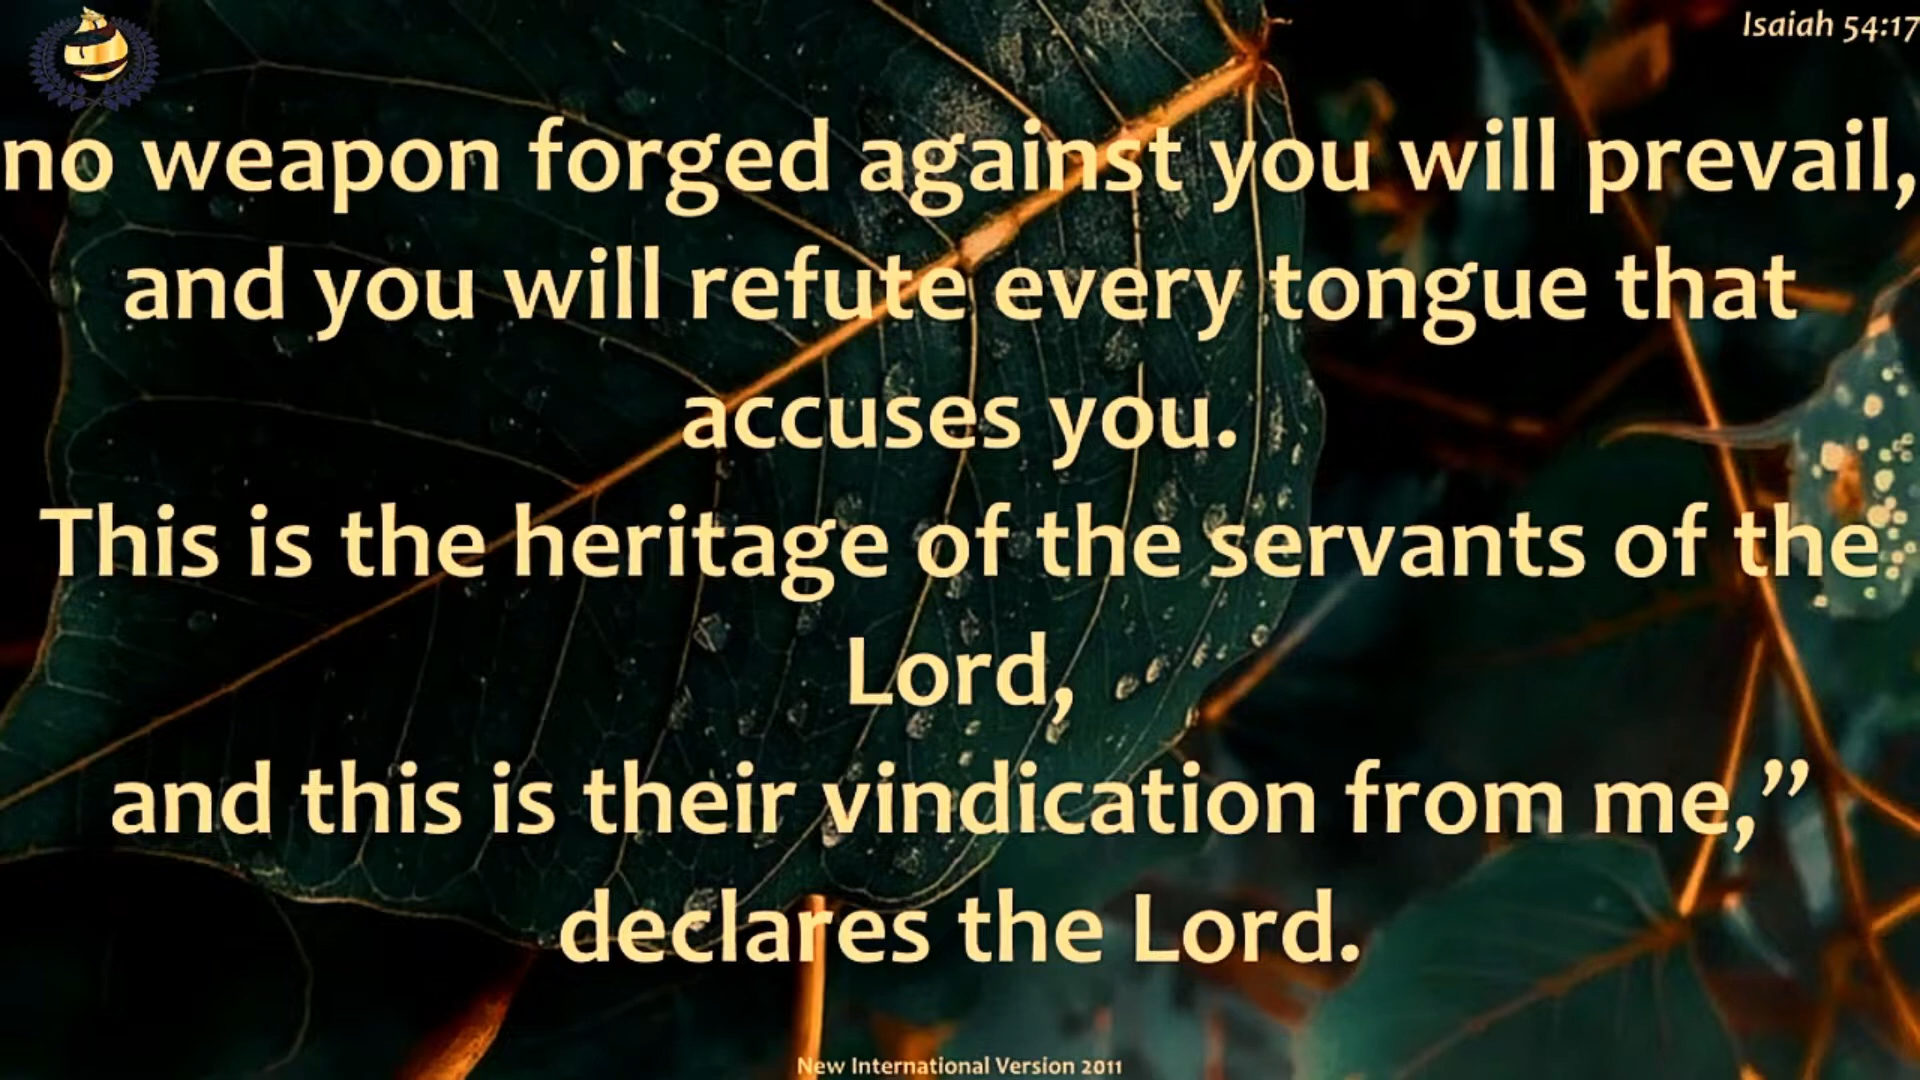 Isaiah 54:17
no weapon forged against you will prevail,
and you will refute every tongue that
accuses you.
This is the heritage of the servants of the
Lord,
and this is their vindication from me,”
declares the Lord.
New International Version 2011